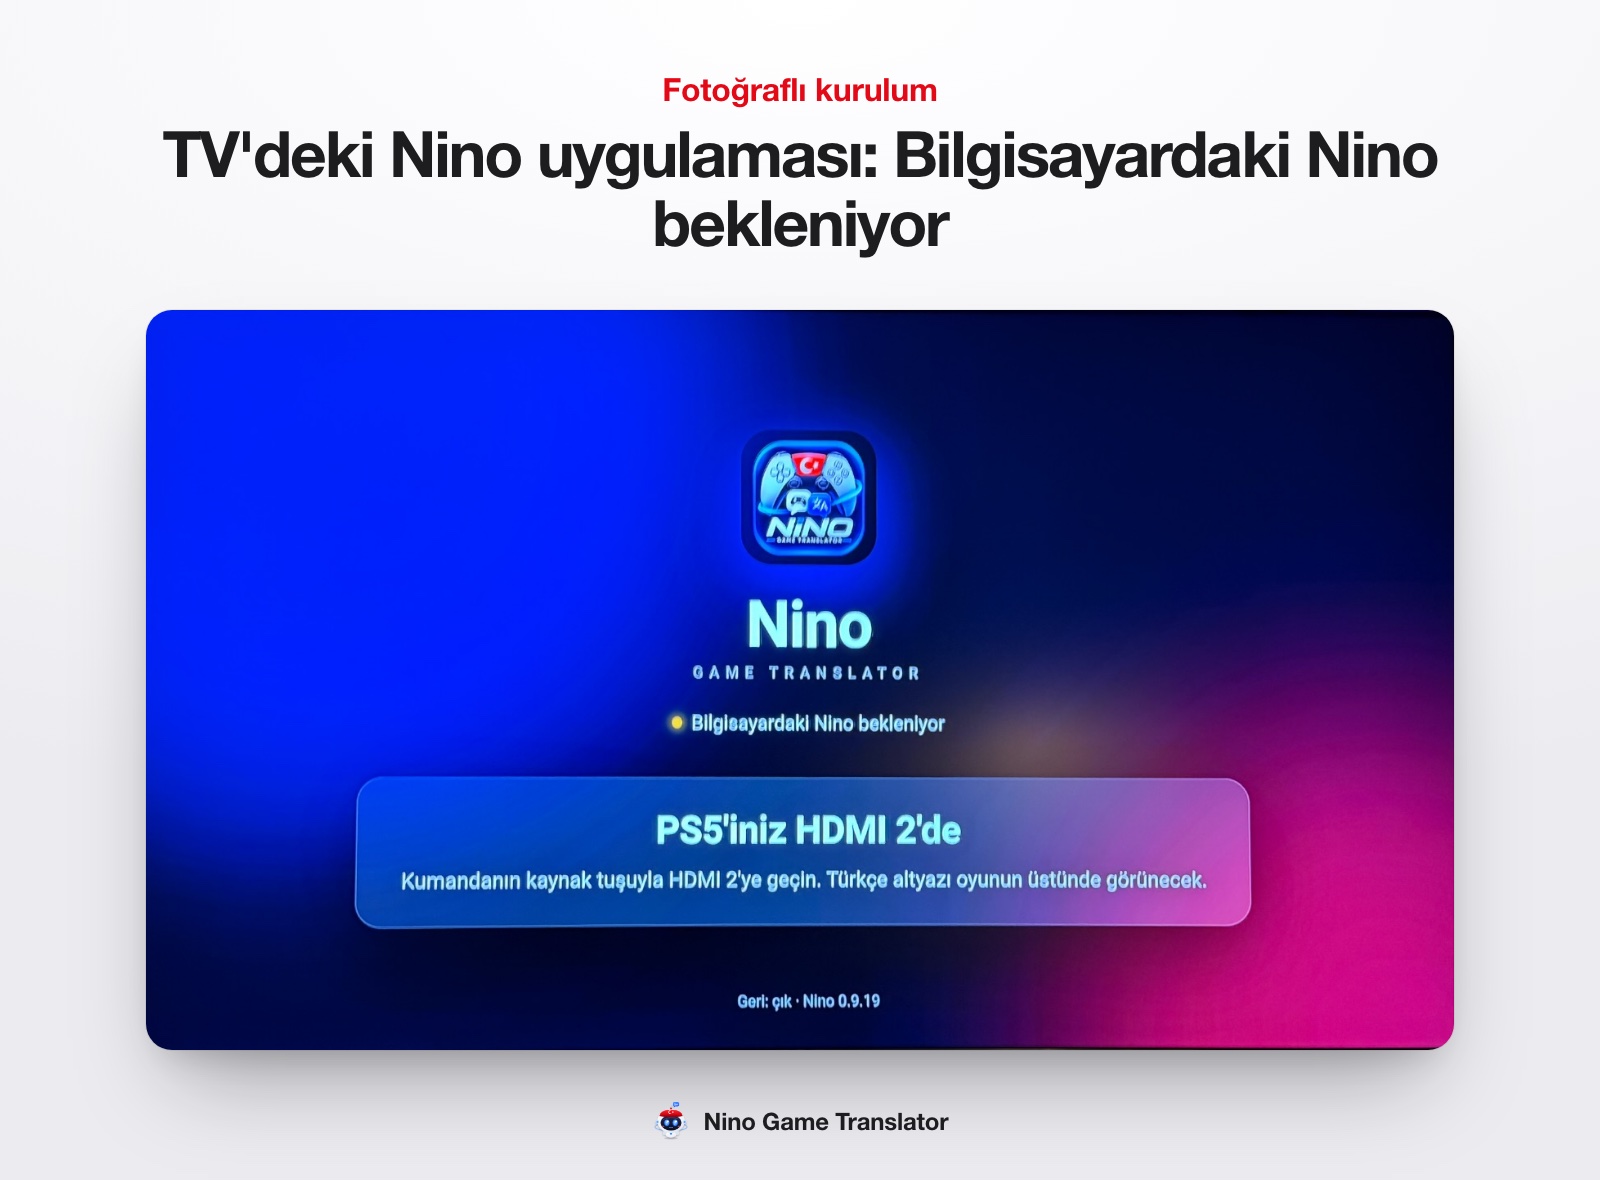 Fotoğraflı kurulum
TV'deki Nino uygulaması: Bilgisayardaki Nino
bekleniyor
NINO
GAME TRANSLATOR
Nino
GAME TRANSLATOR
Bilgisayardaki Nino bekleniyor
PS5'iniz HDMI 2'de
Kumandanın kaynak tuşuyla HDMI 2'ye geçin. Türkçe altyazı oyunun üstünde görünecek.
Geri: çık · Nino 0.9.19
Nino Game Translator